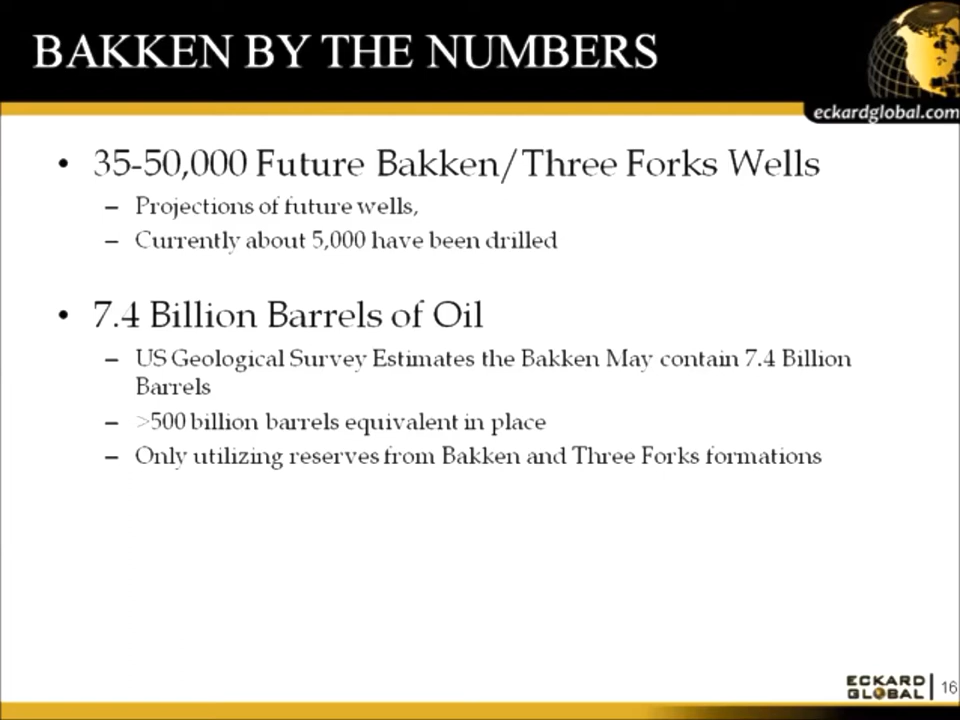 BAKKEN BY THE NUMBERS
eckardglobal.com
• 35-50,000 Future Bakken/Three Forks Wells
– Projections of future wells,
– Currently about 5,000 have been drilled
• 7.4 Billion Barrels of Oil
– US Geological Survey Estimates the Bakken May contain 7.4 Billion
Barrels
– >500 billion barrels equivalent in place
– Only utilizing reserves from Bakken and Three Forks formations
ECKARD
GLOBAL
16